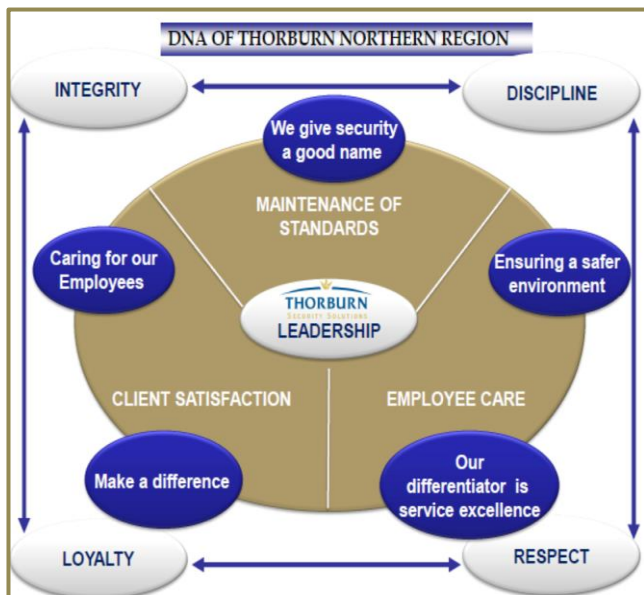 DNA OF THORBURN NORTHERN REGION
INTEGRITY
DISCIPLINE
We give security
a good name
MAINTENANCE OF
STANDARDS
Caring for our
Employees
Ensuring a safer
environment
THORBURN
SECURITY SOLUTIONS
LEADERSHIP
CLIENT SATISFACTION
EMPLOYEE CARE
Make a difference
Our
differentiator is
service excellence
LOYALTY
RESPECT